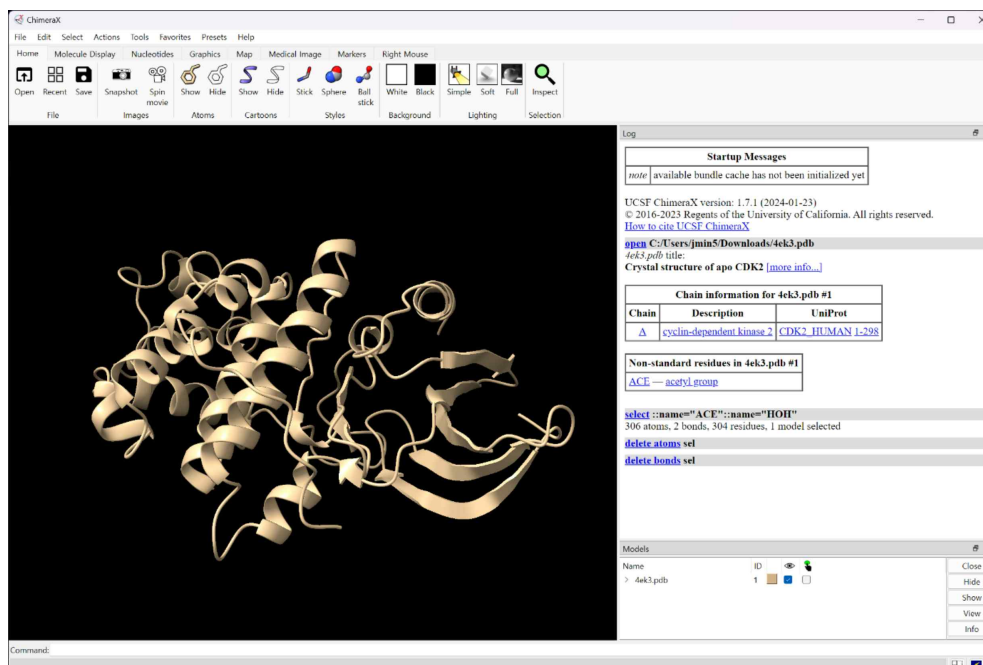 ChimeraX
File Edit Select Actions Tools Favorites Presets Help
Home Molecule Display Nucleotides Graphics Map Medical Image Markers Right Mouse
Open Recent Save Snapshot Spin movie Show Hide Show Hide Stick Sphere Ball stick White Black Simple Soft Full Inspect
File Images Atoms Cartoons Styles Background Lighting Selection
Log
Startup Messages
note available bundle cache has not been initialized yet
UCSF ChimeraX version: 1.7.1 (2024-01-23)
© 2016-2023 Regents of the University of California. All rights reserved.
How to cite UCSF ChimeraX
open C:/Users/jmin5/Downloads/4ek3.pdb
4ek3.pdb title:
Crystal structure of apo CDK2 [more info...]
Chain information for 4ek3.pdb #1
Chain Description UniProt
A cyclin-dependent kinase 2 CDK2_HUMAN 1-298
Non-standard residues in 4ek3.pdb #1
ACE — acetyl group
select ::name="ACE"::name="HOH"
306 atoms, 2 bonds, 304 residues, 1 model selected
delete atoms sel
delete bonds sel
Models
Name ID
4ek3.pdb 1
Close
Hide
Show
View
Info
Command: